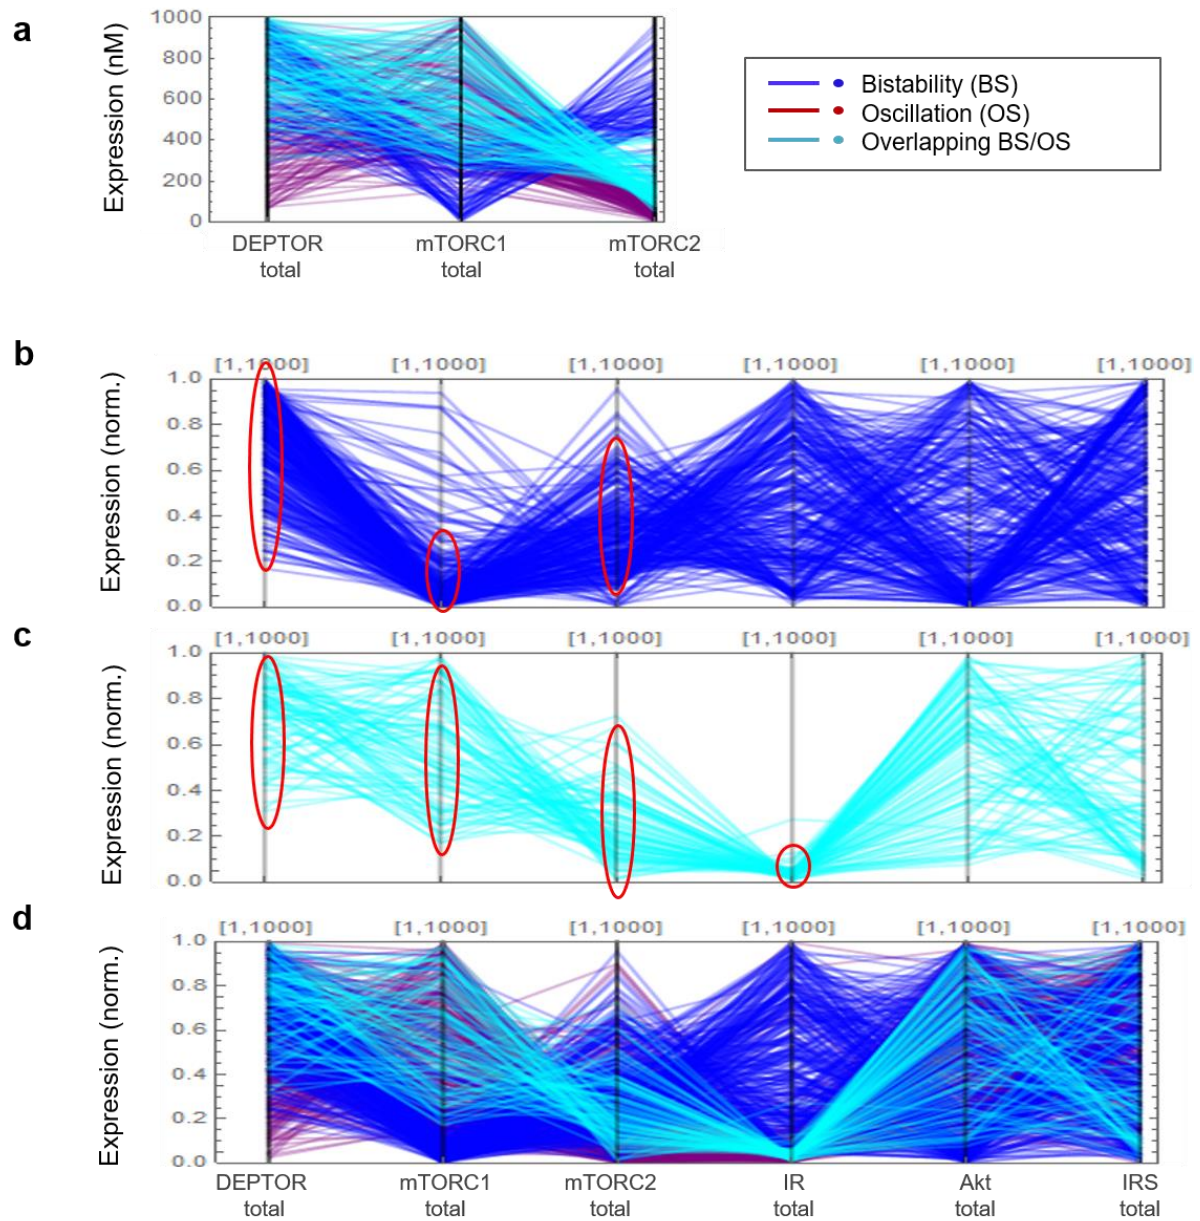 a
Expression (nM)
1000
800
600
400
200
0
DEPTOR
total
mTORC1
total
mTORC2
total
Bistability (BS)
Oscillation (OS)
Overlapping BS/OS
b
Expression (norm.)
[1,1000] [1,1000] [1,1000] [1,1000] [1,1000] [1,1000]
1.0
0.8
0.6
0.4
0.2
0.0
c
Expression (norm.)
[1,1000] [1,1000] [1,1000] [1,1000] [1,1000] [1,1000]
1.0
0.8
0.6
0.4
0.2
0.0
d
Expression (norm.)
[1,1000] [1,1000] [1,1000] [1,1000] [1,1000] [1,1000]
1.0
0.8
0.6
0.4
0.2
0.0
DEPTOR
total
mTORC1
total
mTORC2
total
IR
total
Akt
total
IRS
total